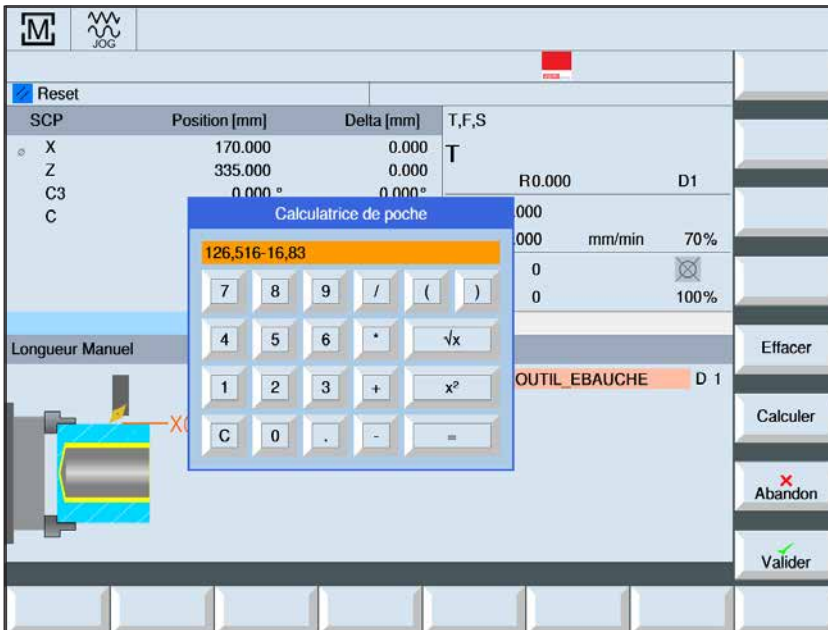 M
JOG
Reset
SCP Position [mm] Delta [mm] T,F,S
X 170.000 0.000 T
Z 335.000 0.000
R0.000 D1
C3 0.000 ° 0.000°
C
.000
.000 mm/min 70%
0
0 100%
Calculatrice de poche
126,516-16,83
7 8 9 / ( )
4 5 6 * √x
1 2 3 + x²
C 0 . - =
Longueur Manuel
OUTIL_EBAUCHE D 1
Effacer
Calculer
Abandon
Valider